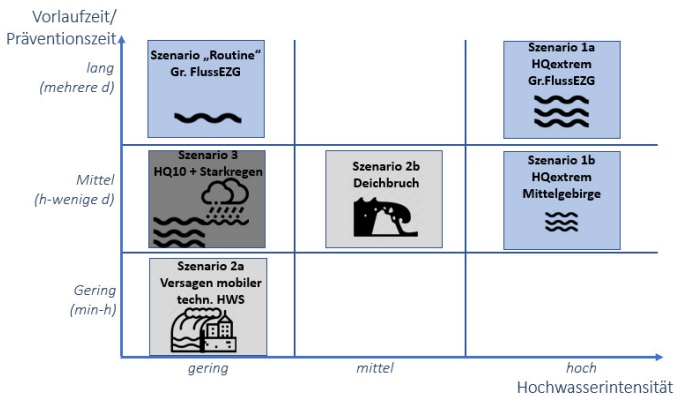 Vorlaufzeit/
Präventionszeit
lang
(mehrere d)
Szenario „Routine“
Gr. FlussEZG
Szenario 1a
HQextrem
Gr.FlussEZG
Mittel
(h-wenige d)
Szenario 3
HQ10 + Starkregen
Szenario 2b
Deichbruch
Szenario 1b
HQextrem
Mittelgebirge
Gering
(min-h)
Szenario 2a
Versagen mobiler
techn. HWS
gering
mittel
hoch
Hochwasserintensität